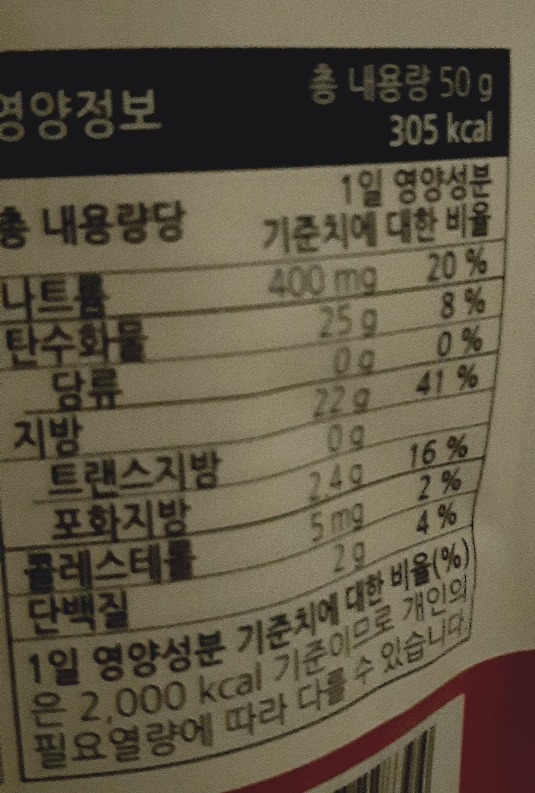 영양정보
총 내용량 50 g
305 kcal
총 내용량당
1일 영양성분
기준치에 대한 비율
나트륨 400 mg 20 %
탄수화물 25 g 8 %
당류 0 g 0 %
지방 22 g 41 %
트랜스지방 0 g
포화지방 2.4 g 16 %
콜레스테롤 5 mg 2 %
단백질 2 g 4 %
1일 영양성분 기준치에 대한 비율(%)
은 2,000 kcal 기준이므로 개인의
필요열량에 따라 다를 수 있습니다.